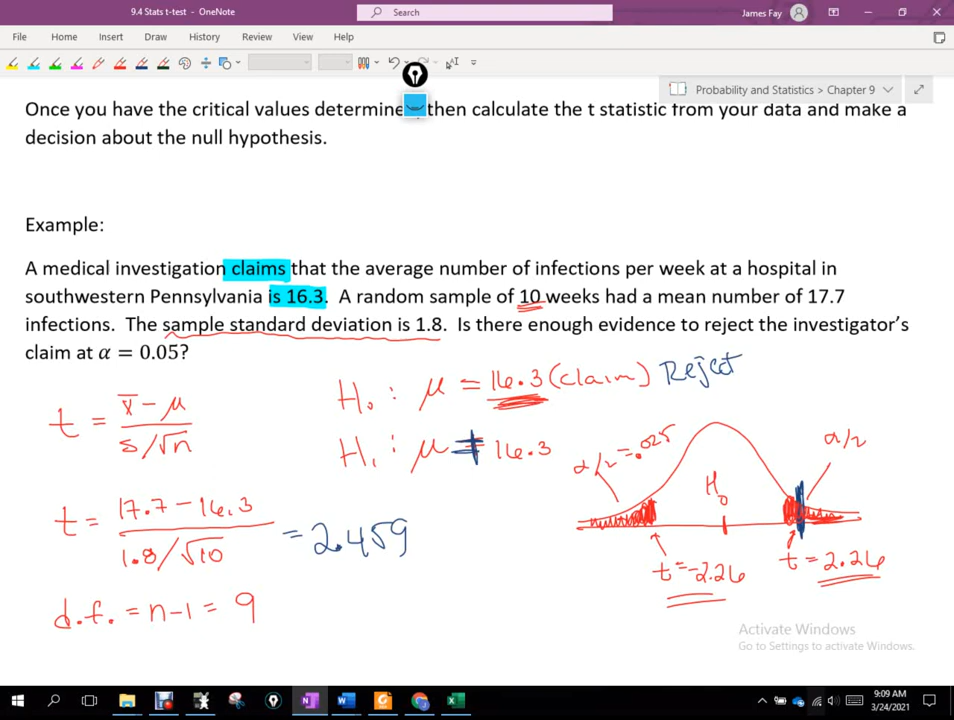 9.4 Stats t-test - OneNote
Search
James Fay
File Home Insert Draw History Review View Help
Probability and Statistics > Chapter 9
Once you have the critical values determine then calculate the t statistic from your data and make a
decision about the null hypothesis.
Example:
A medical investigation claims that the average number of infections per week at a hospital in
southwestern Pennsylvania is 16.3. A random sample of 10 weeks had a mean number of 17.7
infections. The sample standard deviation is 1.8. Is there enough evidence to reject the investigator's
claim at α = 0.05?
H₀ : μ = 16.3 (claim) Reject
t = x̄ - μ / s/√n
H₁ : μ ≠ 16.3
α/2 = .025
α/2
H₀
t = 17.7 - 16.3 / 1.8/√10 = 2.459
t = -2.26
t = 2.26
d.f. = n-1 = 9
Activate Windows
Go to Settings to activate Windows.
9:09 AM
3/24/2021